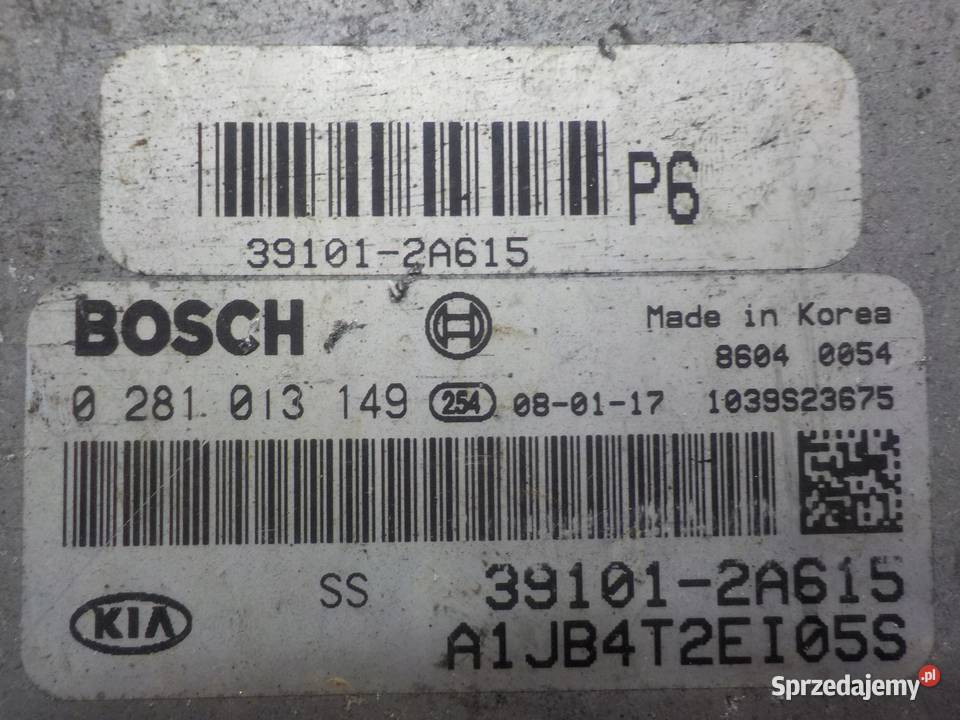 P6
39101-2A615
BOSCH
Made in Korea
8604 0054
0 281 013 149 254 08-01-17 1039S23675
SS 39101-2A615
KIA
A1JB4T2EI05S
Sprzedajemy.pl